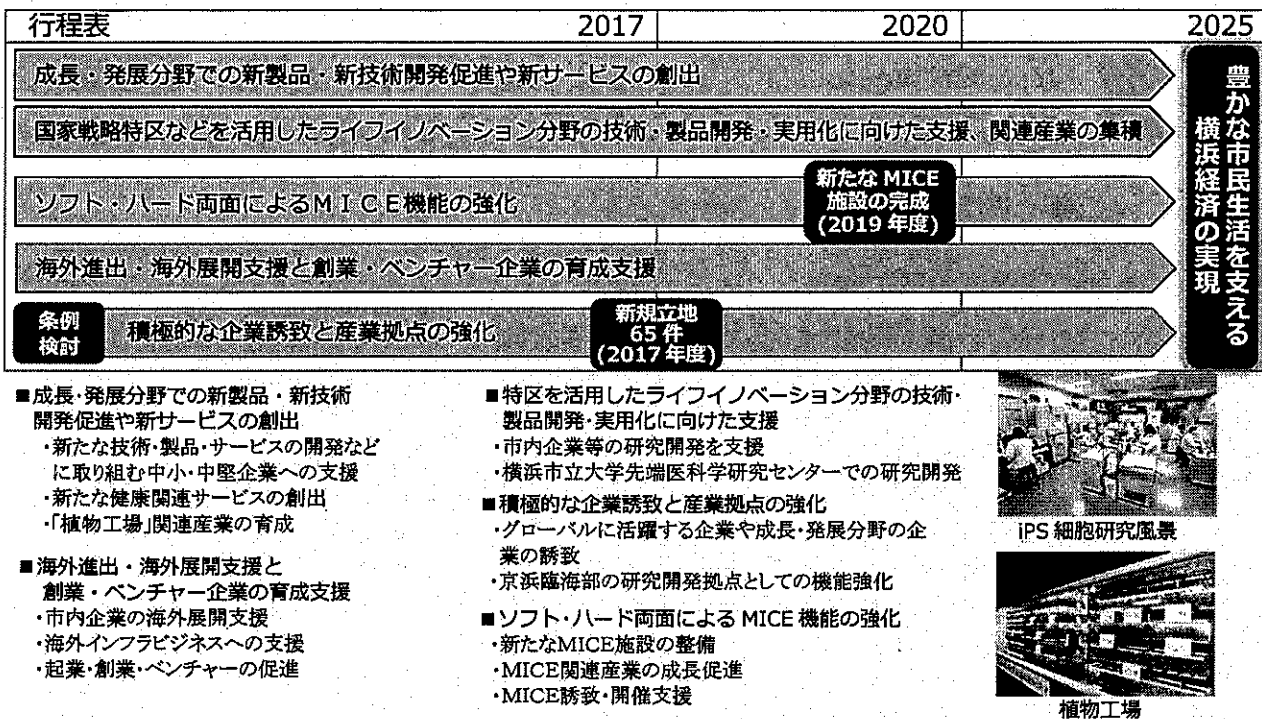 行程表 2017 2020 2025
成長・発展分野での新製品・新技術開発促進や新サービスの創出
国家戦略特区などを活用したライフイノベーション分野の技術・製品開発・実用化に向けた支援、関連産業の集積
ソフト・ハード両面によるMICE機能の強化
新たな MICE
施設の完成
(2019 年度)
海外進出・海外展開支援と創業・ベンチャー企業の育成支援
条例
検討
積極的な企業誘致と産業拠点の強化
新規立地
65 件
(2017 年度)
豊かな市民生活を支える
横浜経済の実現
■成長・発展分野での新製品・新技術
開発促進や新サービスの創出
・新たな技術・製品・サービスの開発など
に取り組む中小・中堅企業への支援
・新たな健康関連サービスの創出
・「植物工場」関連産業の育成
■海外進出・海外展開支援と
創業・ベンチャー企業の育成支援
・市内企業の海外展開支援
・海外インフラビジネスへの支援
・起業・創業・ベンチャーの促進
■特区を活用したライフイノベーション分野の技術・
製品開発・実用化に向けた支援
・市内企業等の研究開発を支援
・横浜市立大学先端医科学研究センターでの研究開発
■積極的な企業誘致と産業拠点の強化
・グローバルに活躍する企業や成長・発展分野の企
業の誘致
・京浜臨海部の研究開発拠点としての機能強化
■ソフト・ハード両面による MICE 機能の強化
・新たなMICE施設の整備
・MICE関連産業の成長促進
・MICE誘致・開催支援
iPS 細胞研究風景
植物工場